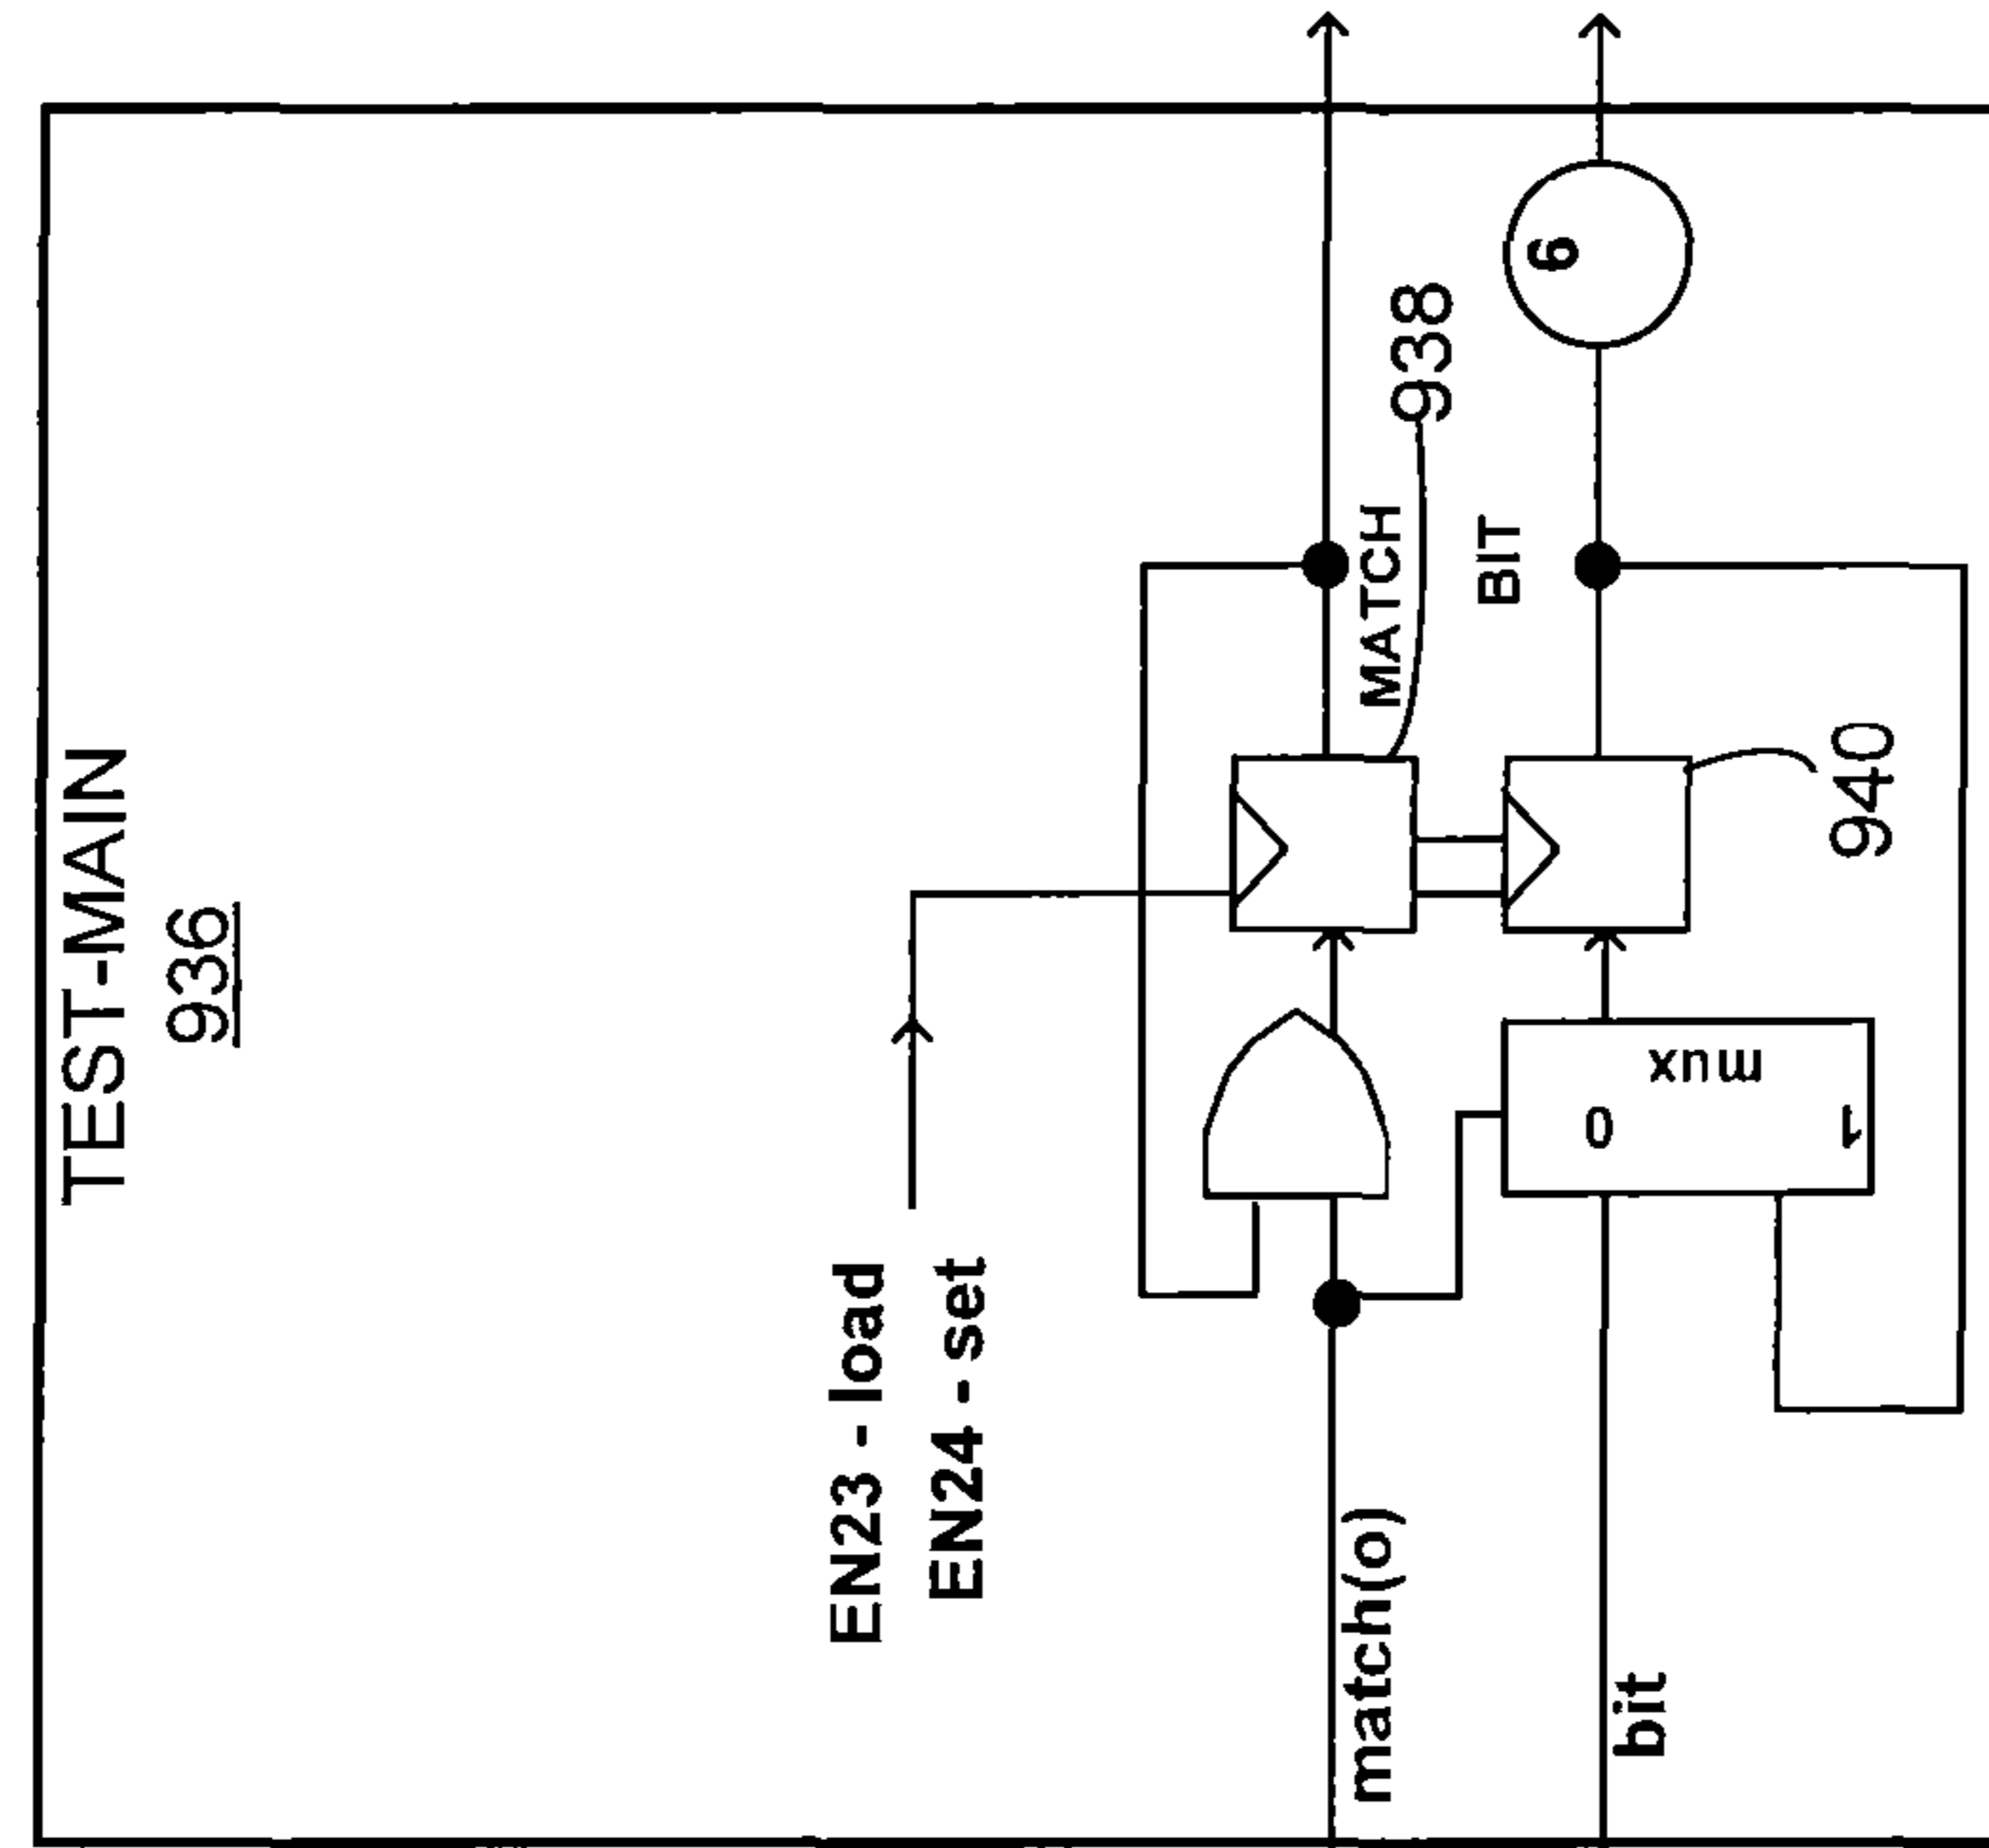 TEST-MAIN
936
EN23 - load
EN24 - set
match(o)
bit
MATCH
938
BIT
940
mux
0
1
6